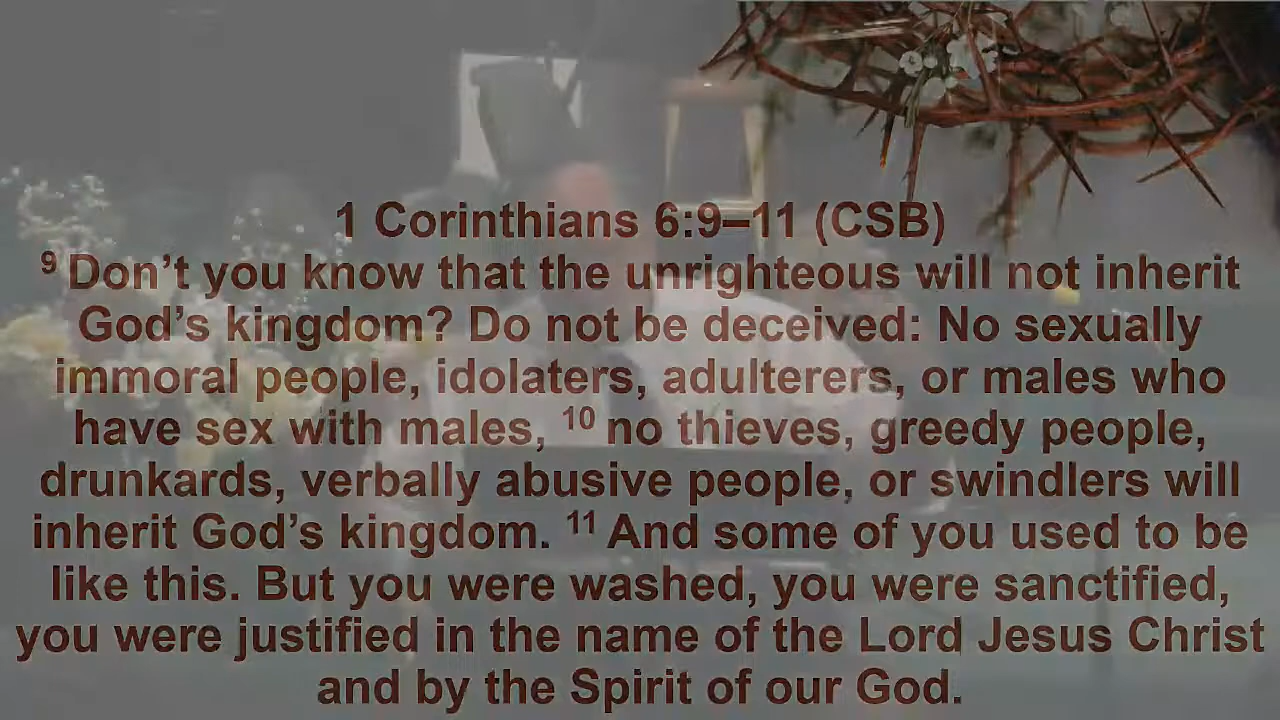 1 Corinthians 6:9–11 (CSB)
9 Don’t you know that the unrighteous will not inherit
God’s kingdom? Do not be deceived: No sexually
immoral people, idolaters, adulterers, or males who
have sex with males, 10 no thieves, greedy people,
drunkards, verbally abusive people, or swindlers will
inherit God’s kingdom. 11 And some of you used to be
like this. But you were washed, you were sanctified,
you were justified in the name of the Lord Jesus Christ
and by the Spirit of our God.